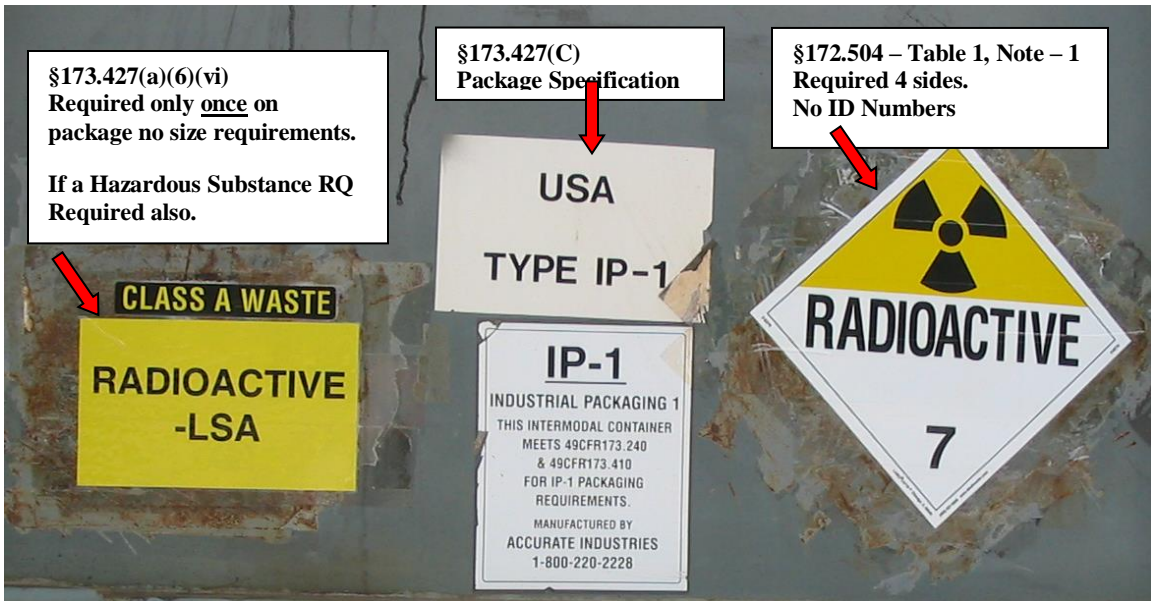 §173.427(a)(6)(vi)
Required only once on
package no size requirements.
If a Hazardous Substance RQ
Required also.
§173.427(C)
Package Specification
§172.504 – Table 1, Note – 1
Required 4 sides.
No ID Numbers
CLASS A WASTE
RADIOACTIVE
-LSA
USA
TYPE IP-1
IP-1
INDUSTRIAL PACKAGING 1
THIS INTERMODAL CONTAINER
MEETS 49CFR173.240
& 49CFR173.410
FOR IP-1 PACKAGING
REQUIREMENTS.
MANUFACTURED BY
ACCURATE INDUSTRIES
1-800-220-2228
RADIOACTIVE
7